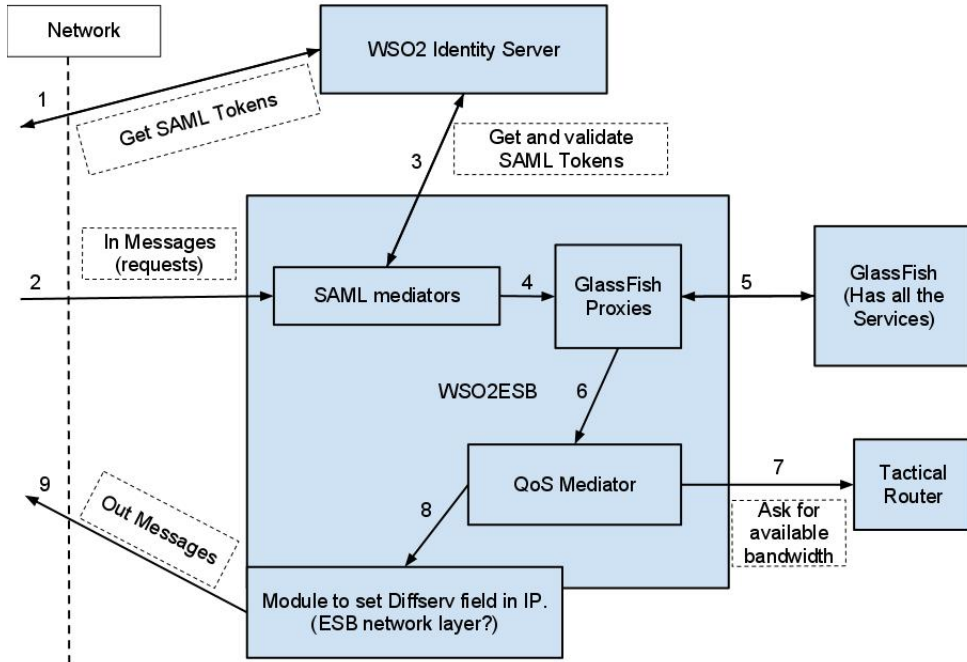 Network
WSO2 Identity Server
1
Get SAML Tokens
3
Get and validate
SAML Tokens
In Messages
(requests)
2
SAML mediators
4
GlassFish
Proxies
5
GlassFish
(Has all the
Services)
WSO2ESB
6
9
Out Messages
8
QoS Mediator
7
Tactical
Router
Ask for
available
bandwidth
Module to set Diffserv field in IP.
(ESB network layer?)